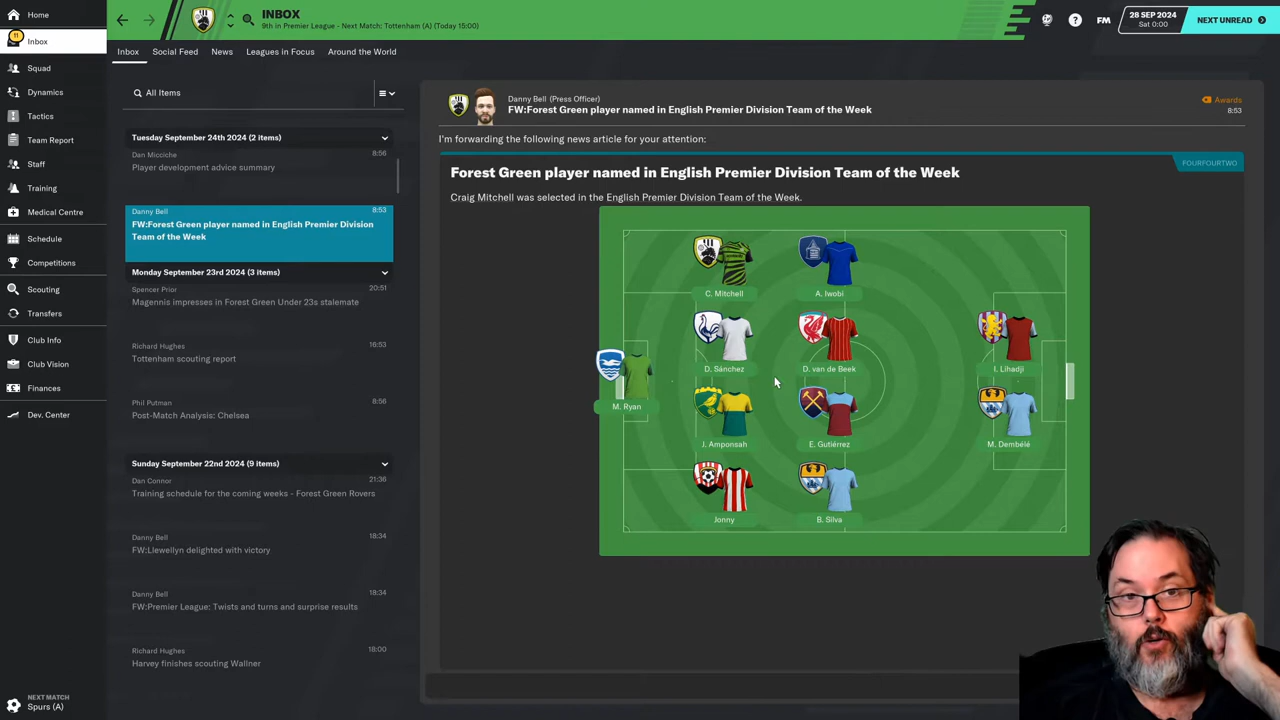 Home
11
Inbox
Squad
Dynamics
Tactics
Team Report
Staff
Training
Medical Centre
Schedule
Competitions
Scouting
Transfers
Club Info
Club Vision
Finances
Dev. Center
NEXT MATCH
Spurs (A)
INBOX
9th in Premier League - Next Match: Tottenham (A) (Today 15:00)
FM
28 SEP 2024
Sat 0:00
NEXT UNREAD
Inbox
Social Feed
News
Leagues in Focus
Around the World
All Items
Tuesday September 24th 2024 (2 items)
Dan Micciche
8:56
Player development advice summary
Danny Bell
8:53
FW:Forest Green player named in English Premier Division
Team of the Week
Monday September 23rd 2024 (3 items)
Spencer Prior
20:51
Magennis impresses in Forest Green Under 23s stalemate
Richard Hughes
16:53
Tottenham scouting report
Phil Putman
8:56
Post-Match Analysis: Chelsea
Sunday September 22nd 2024 (9 items)
Dan Connor
21:36
Training schedule for the coming weeks - Forest Green Rovers
Danny Bell
18:34
FW:Llewellyn delighted with victory
Danny Bell
18:34
FW:Premier League: Twists and turns and surprise results
Richard Hughes
18:00
Harvey finishes scouting Wallner
Danny Bell (Press Officer)
FW:Forest Green player named in English Premier Division Team of the Week
Awards
8:53
I'm forwarding the following news article for your attention:
FOURFOURTWO
Forest Green player named in English Premier Division Team of the Week
Craig Mitchell was selected in the English Premier Division Team of the Week.
C. Mitchell
A. Iwobi
D. Sánchez
D. van de Beek
I. Lihadji
M. Ryan
J. Amponsah
E. Gutiérrez
M. Dembélé
Jonny
B. Silva